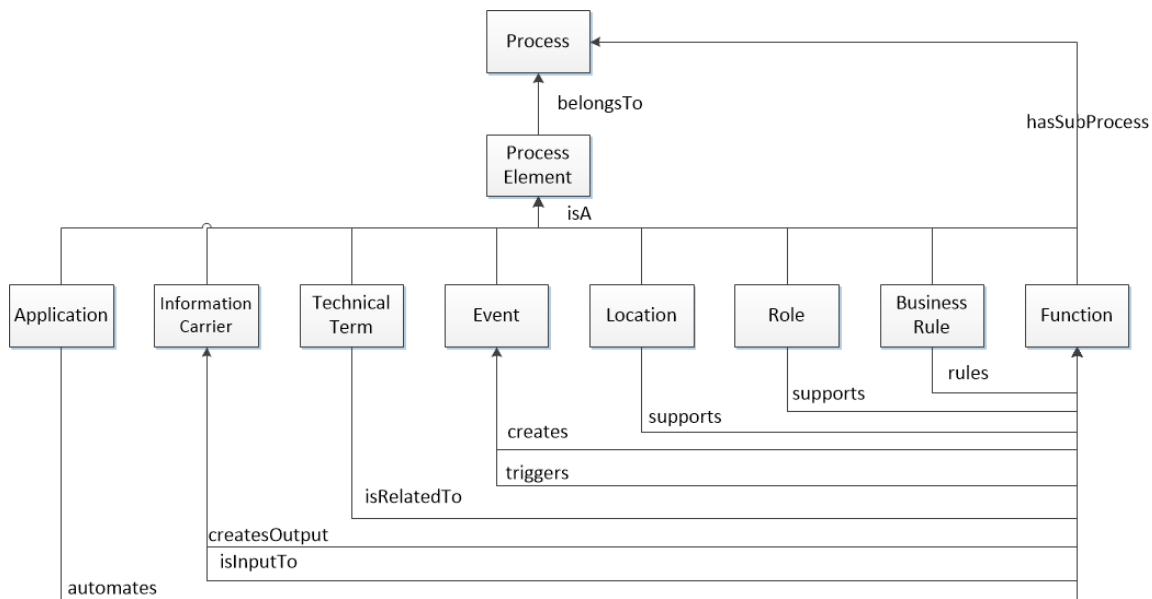 Process
belongsTo
hasSubProcess
Process
Element
isA
Application
Information
Carrier
Technical
Term
Event
Location
Role
Business
Rule
Function
rules
supports
supports
creates
triggers
isRelatedTo
createsOutput
isInputTo
automates